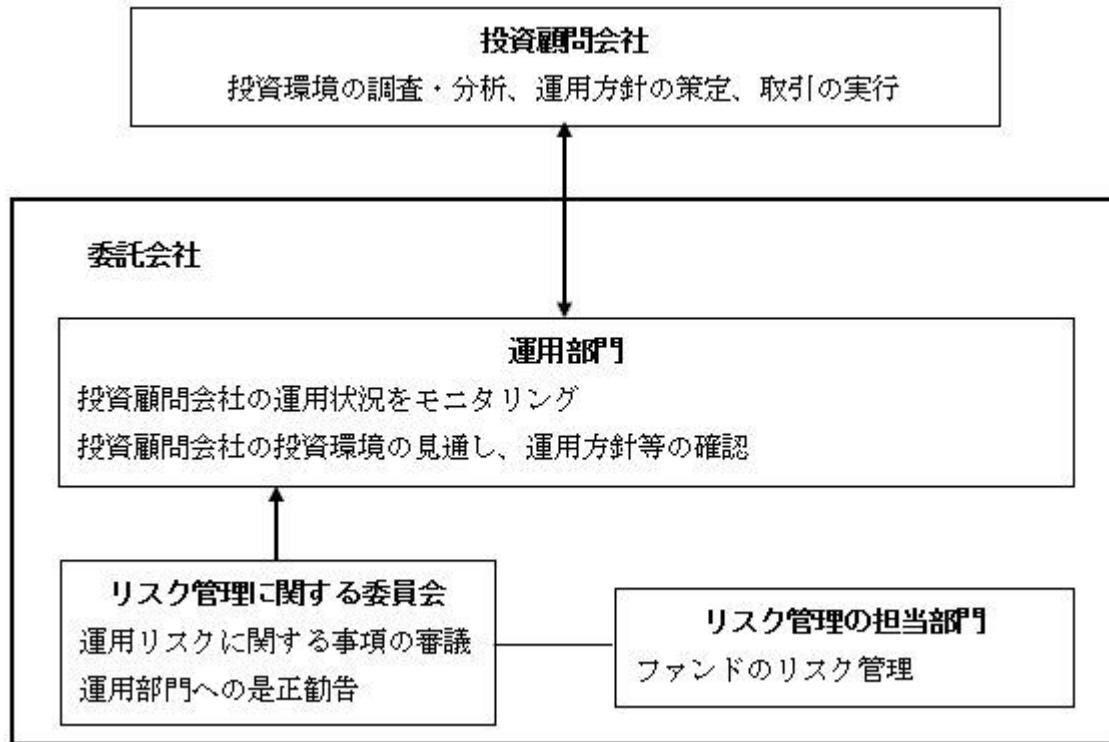 投資顧問会社
投資環境の調査・分析、運用方針の策定、取引の実行
委託会社
運用部門
投資顧問会社の運用状況をモニタリング
投資顧問会社の投資環境の見通し、運用方針等の確認
リスク管理に関する委員会
運用リスクに関する事項の審議
運用部門への是正勧告
リスク管理の担当部門
ファンドのリスク管理